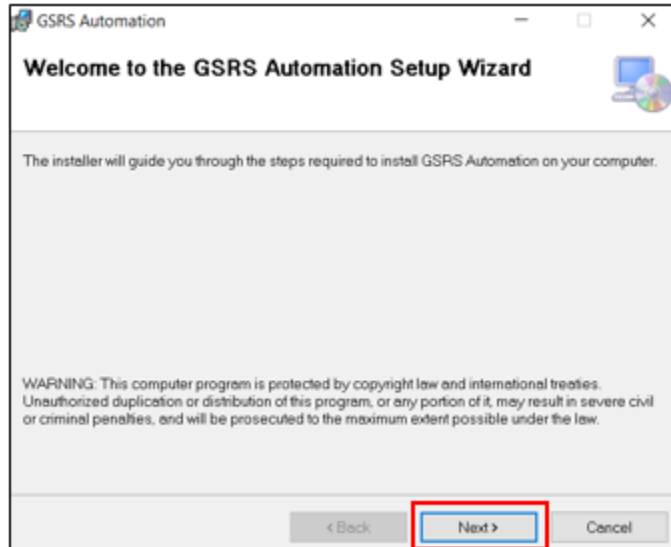 GSRS Automation
Welcome to the GSRS Automation Setup Wizard
The installer will guide you through the steps required to install GSRS Automation on your computer.
WARNING: This computer program is protected by copyright law and international treaties.
Unauthorized duplication or distribution of this program, or any portion of it, may result in severe civil
or criminal penalties, and will be prosecuted to the maximum extent possible under the law.
< Back
Next >
Cancel